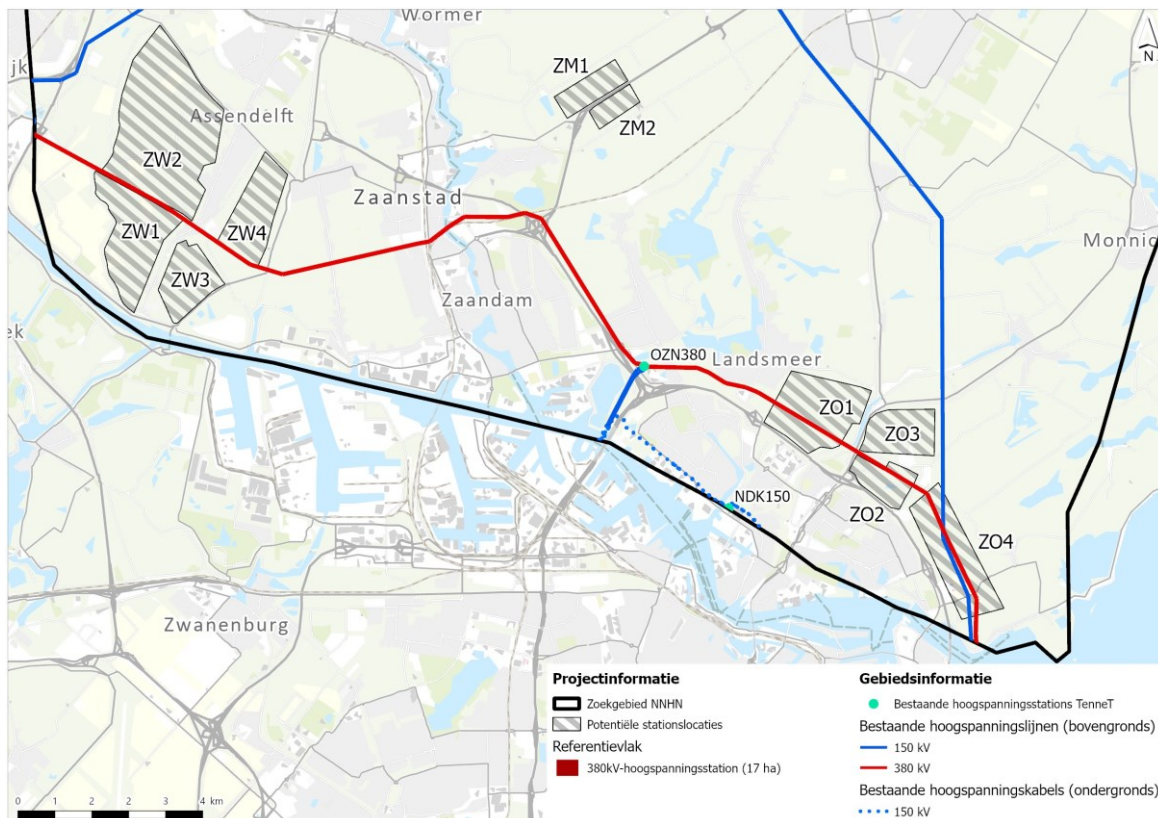 Wormer
N
ijk
Assendelft
ZM1
ZM2
ZW2
Zaanstad
ZW1
ZW4
ZW3
Monnic
Zaandam
ek
OZN380
Landsmeer
ZO1
ZO3
ZO2
NDK150
ZO4
Zwanenburg
Projectinformatie
Zoekgebied NNHN
Potentiële stationslocaties
Referentievlak
380kV-hoogspanningsstation (17 ha)
Gebiedsinformatie
Bestaande hoogspanningsstations TenneT
Bestaande hoogspanningslijnen (bovengronds)
150 kV
380 kV
Bestaande hoogspanningskabels (ondergronds)
150 kV
0 1 2 3 4 km